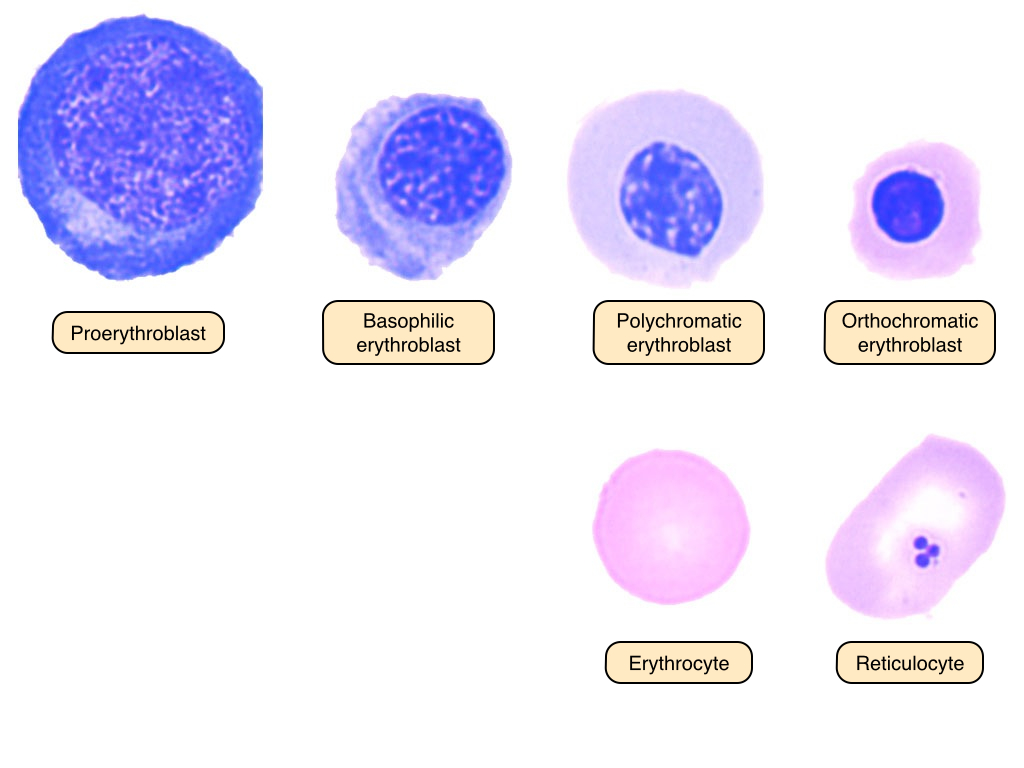 Proerythroblast
Basophilic
erythroblast
Polychromatic
erythroblast
Orthochromatic
erythroblast
Erythrocyte
Reticulocyte